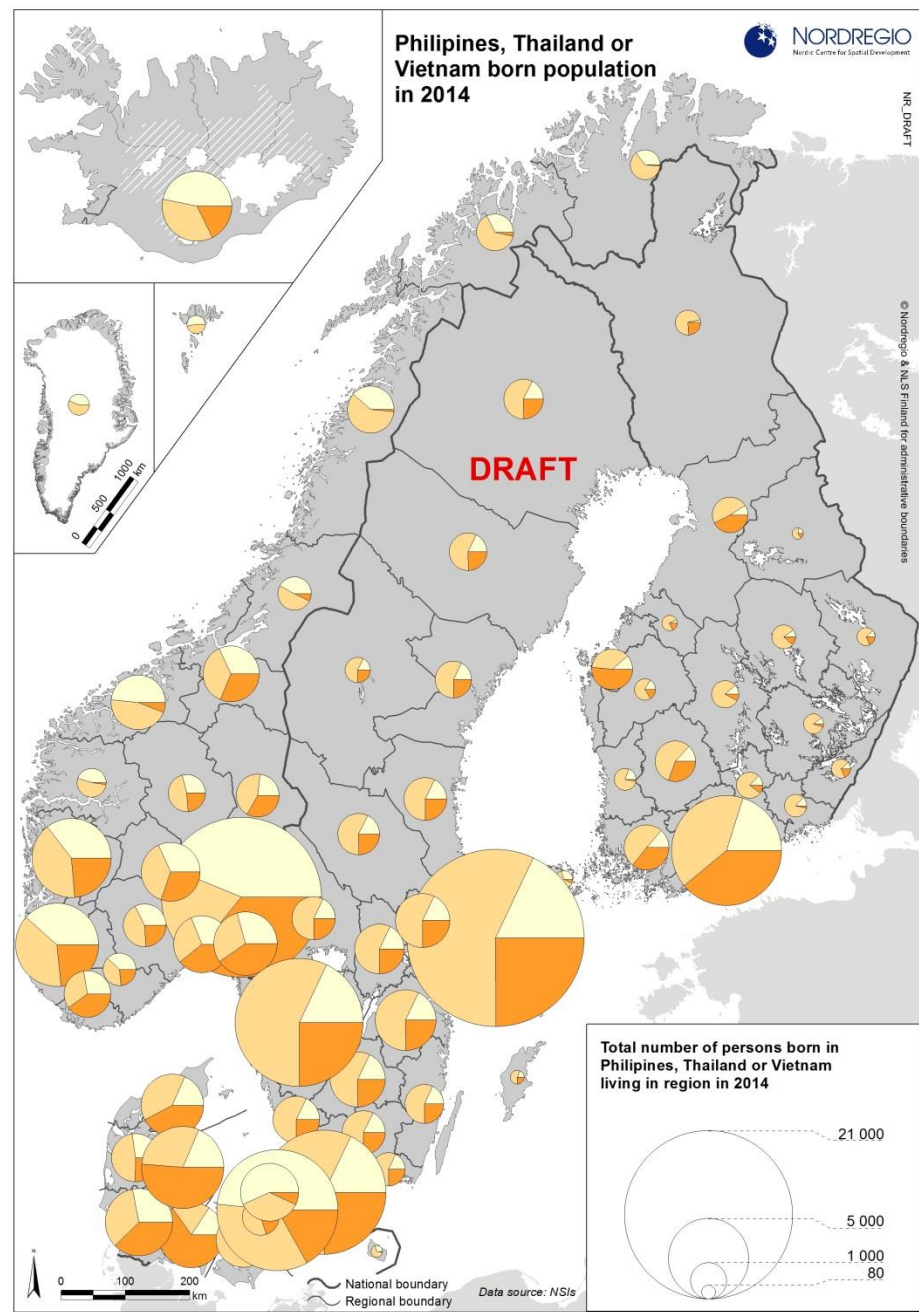 Philipines, Thailand or
Vietnam born population
in 2014
NORDREGIO
Nordic Centre for Spatial Development
NR_DRAFT
© Nordregio & NLS Finland for administrative boundaries
0 500 1000
km
DRAFT
Total number of persons born in
Philipines, Thailand or Vietnam
living in region in 2014
21 000
5 000
1 000
80
N
0 100 200
km
National boundary
Regional boundary
Data source: NSIs